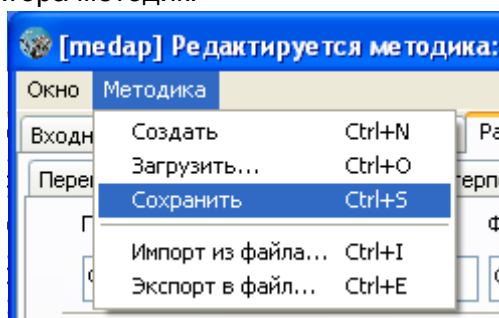 [medap] Редактируется методика:
Окно Методика
Создать Ctrl+N
Загрузить... Ctrl+O
Сохранить Ctrl+S
Импорт из файла... Ctrl+I
Экспорт в файл... Ctrl+E